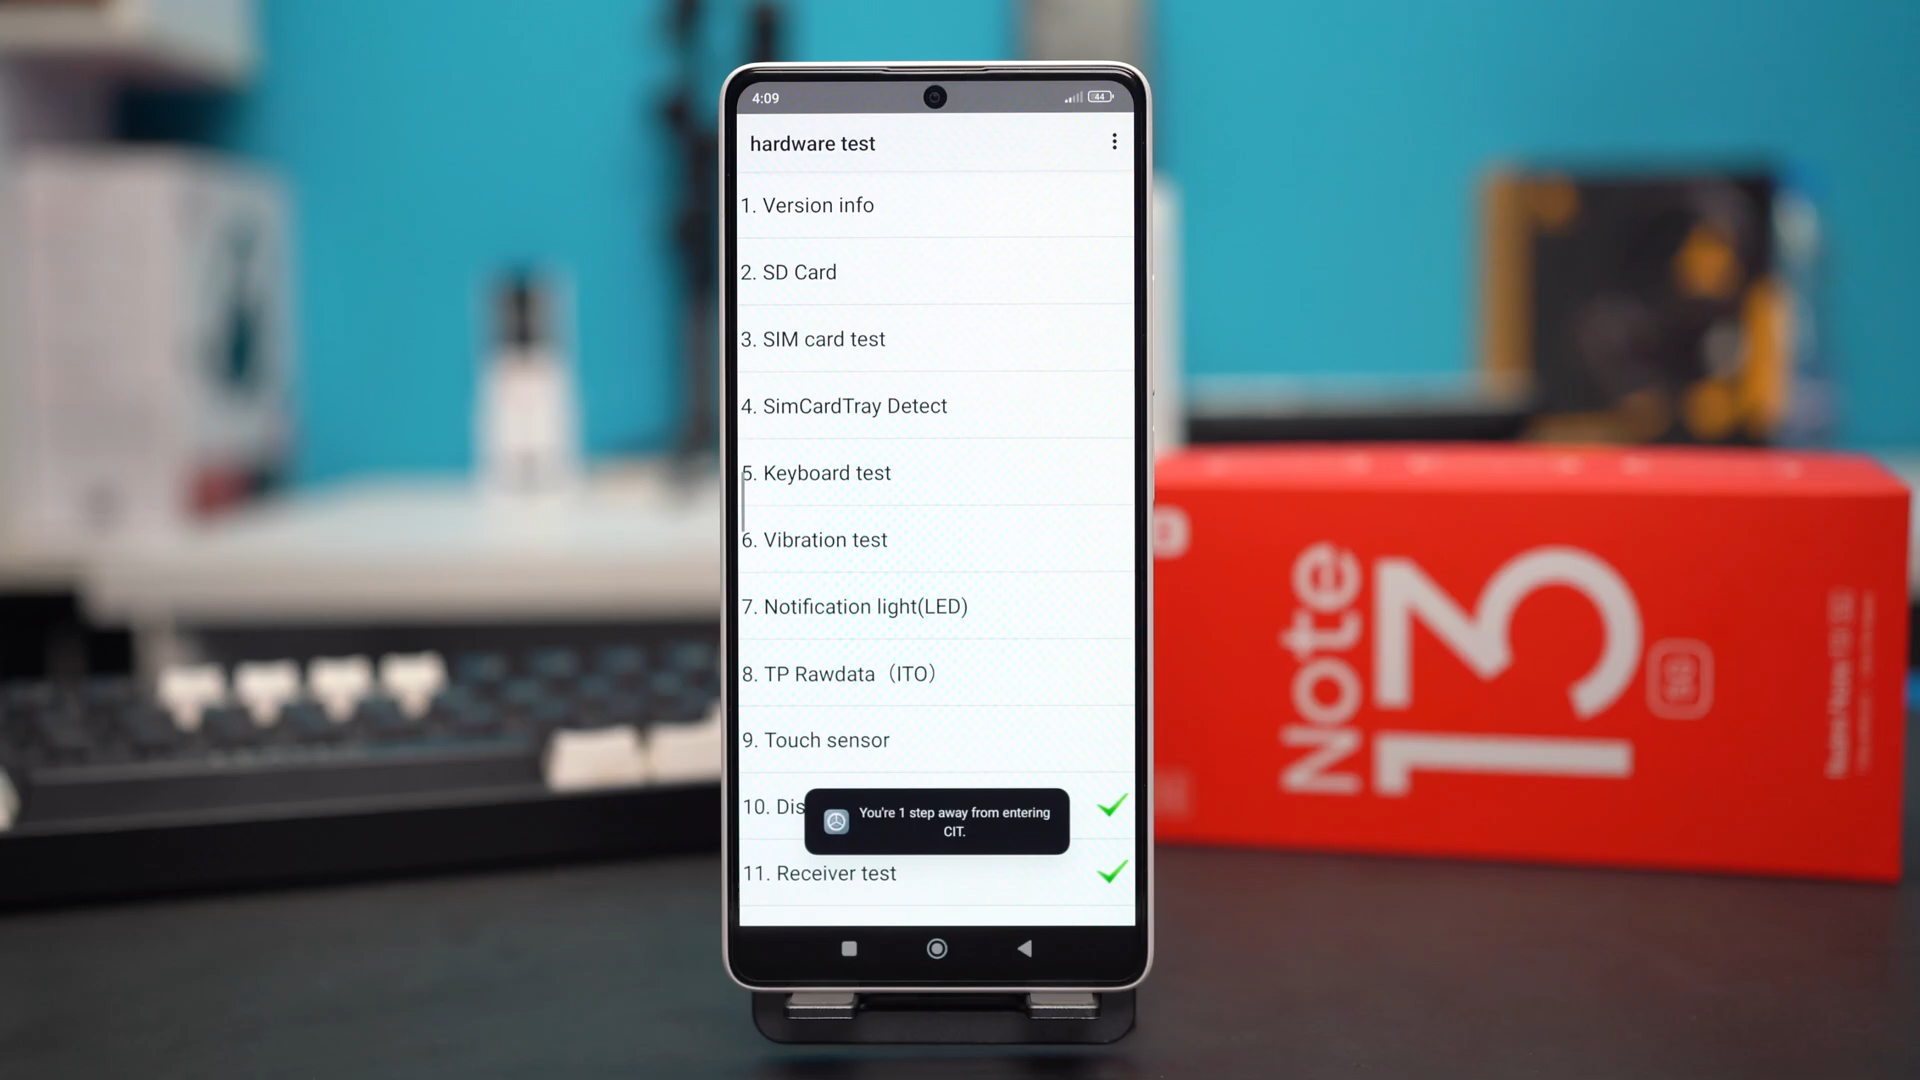 4:09
44
hardware test
1. Version info
2. SD Card
3. SIM card test
4. SimCardTray Detect
5. Keyboard test
6. Vibration test
7. Notification light(LED)
8. TP Rawdata（ITO）
9. Touch sensor
10. Dis
You're 1 step away from entering
CIT.
11. Receiver test
Note
13
5G